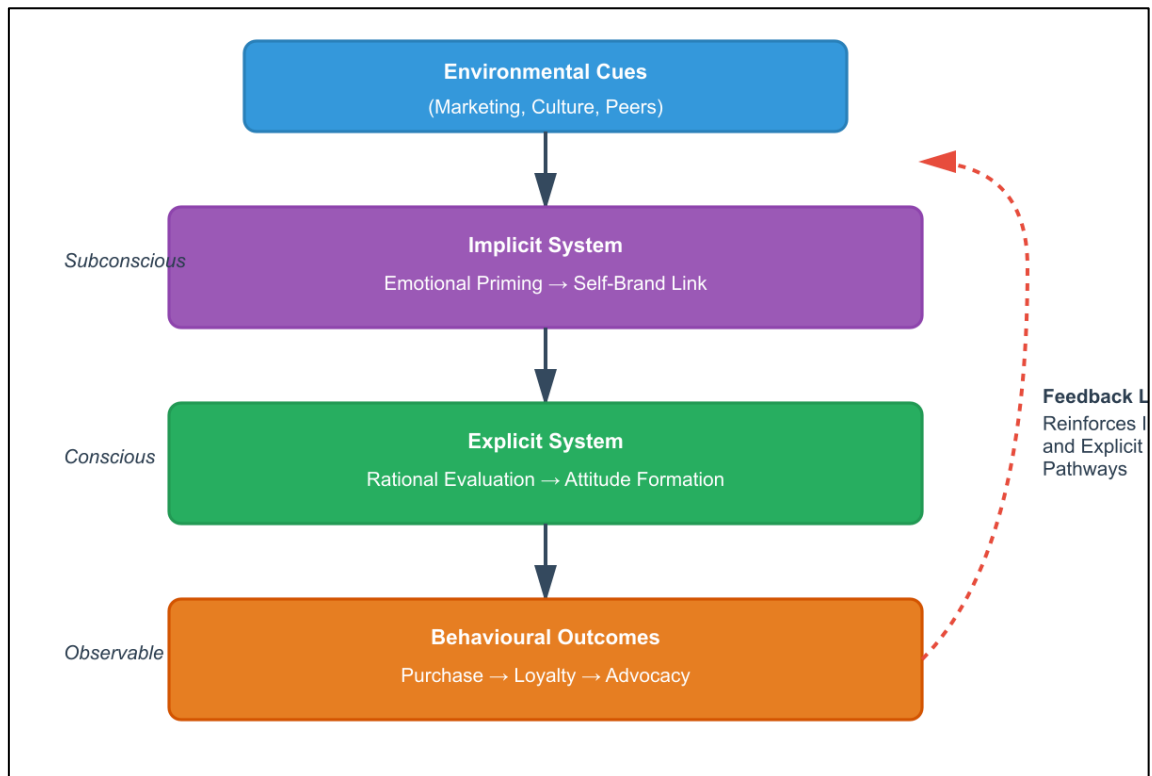 Environmental Cues
(Marketing, Culture, Peers)
Subconscious
Implicit System
Emotional Priming → Self-Brand Link
Conscious
Explicit System
Rational Evaluation → Attitude Formation
Feedback
Reinforces
and Explicit
Pathways
Observable
Behavioural Outcomes
Purchase → Loyalty → Advocacy